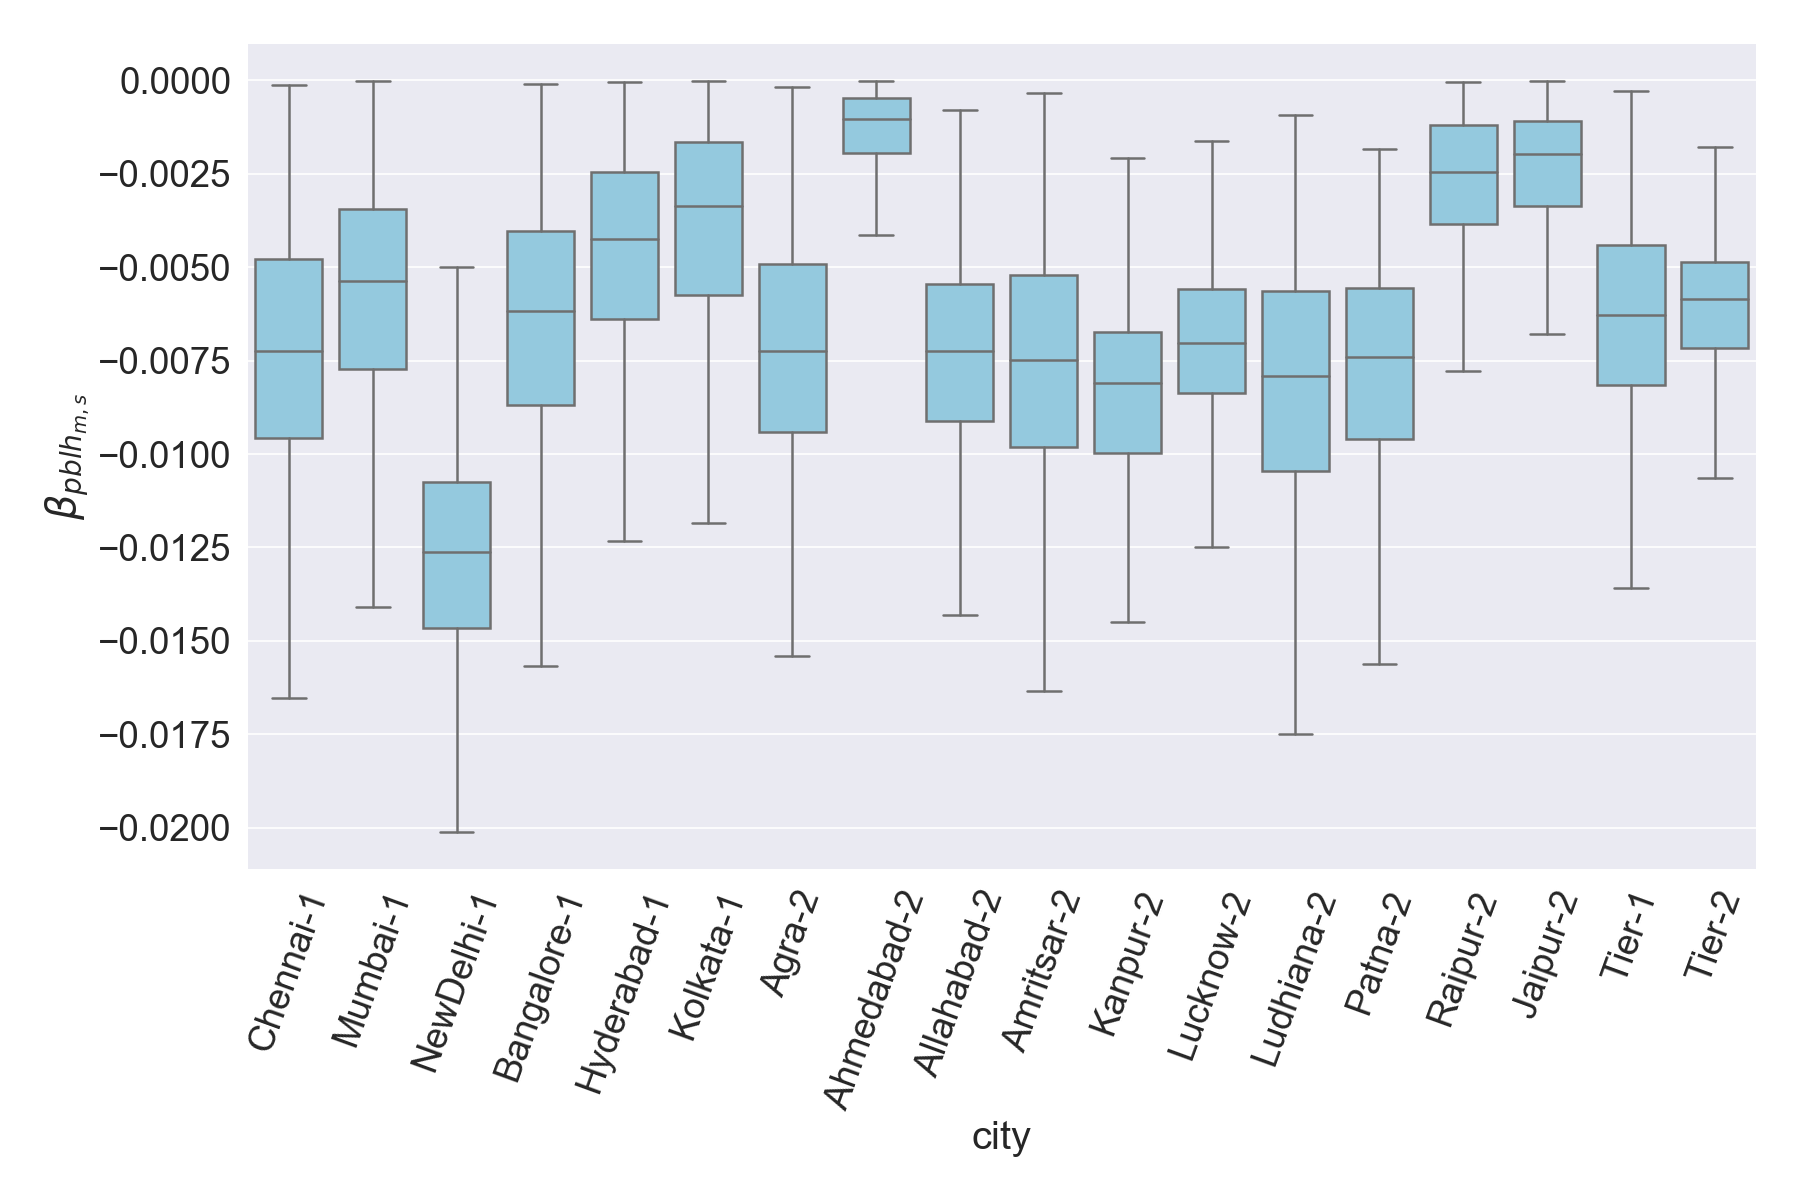 0.0000
−0.0025
−0.0050
−0.0075
−0.0100
−0.0125
−0.0150
−0.0175
−0.0200
βpblhm,s
Chennai-1
Mumbai-1
NewDelhi-1
Bangalore-1
Hyderabad-1
Kolkata-1
Agra-2
Ahmedabad-2
Allahabad-2
Amritsar-2
Kanpur-2
Lucknow-2
Ludhiana-2
Patna-2
Raipur-2
Jaipur-2
Tier-1
Tier-2
city